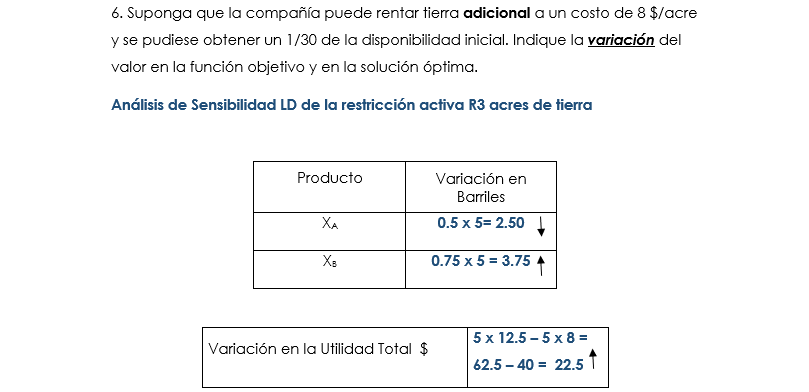 6. Suponga que la compañía puede rentar tierra adicional a un costo de 8 $/acre
y se pudiese obtener un 1/30 de la disponibilidad inicial. Indique la variación del
valor en la función objetivo y en la solución óptima.
Análisis de Sensibilidad LD de la restricción activa R3 acres de tierra
Producto
Variación en
Barriles
XA
0.5 x 5= 2.50
XB
0.75 x 5 = 3.75
Variación en la Utilidad Total $
5 x 12.5 – 5 x 8 =
62.5 – 40 = 22.5